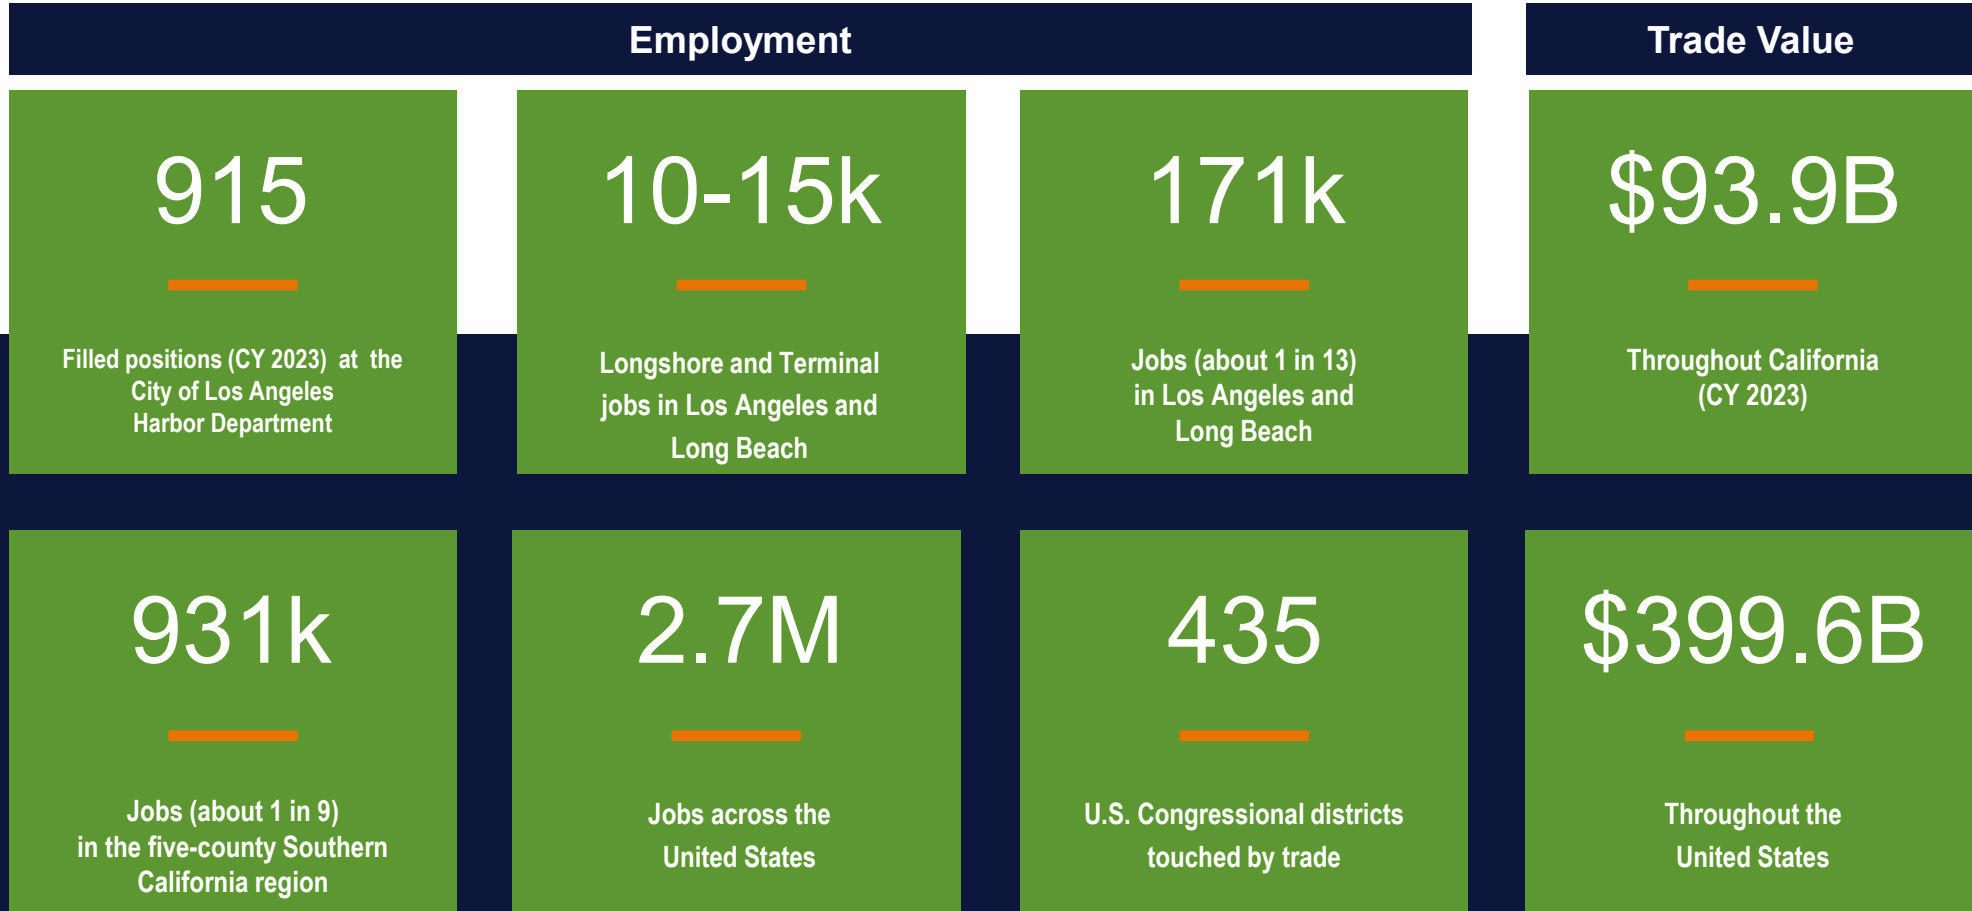 Employment
Trade Value
915
Filled positions (CY 2023) at the
City of Los Angeles
Harbor Department
10-15k
Longshore and Terminal
jobs in Los Angeles and
Long Beach
171k
Jobs (about 1 in 13)
in Los Angeles and
Long Beach
$93.9B
Throughout California
(CY 2023)
931k
Jobs (about 1 in 9)
in the five-county Southern
California region
2.7M
Jobs across the
United States
435
U.S. Congressional districts
touched by trade
$399.6B
Throughout the
United States